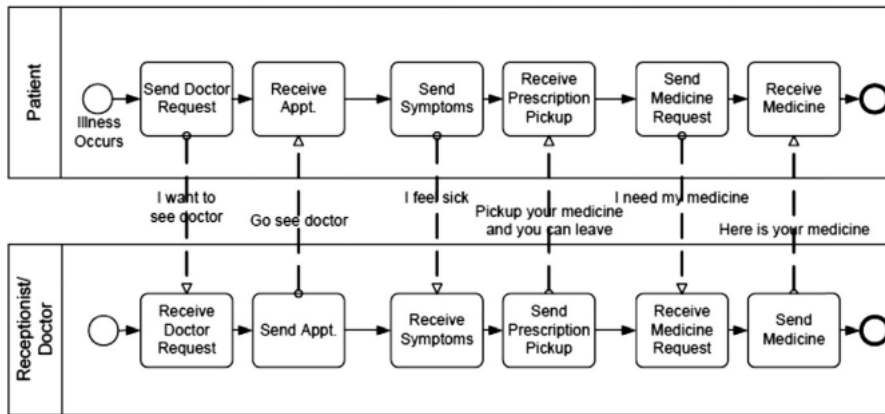 Patient
Illness
Occurs
Send Doctor
Request
Receive
Appt.
Send
Symptoms
Receive
Prescription
Pickup
Send
Medicine
Request
Receive
Medicine
I want to
see doctor
Go see doctor
I feel sick
Pickup your medicine
and you can leave
I need my medicine
Here is your medicine
Receptionist/
Doctor
Receive
Doctor
Request
Send Appt.
Receive
Symptoms
Send
Prescription
Pickup
Receive
Medicine
Request
Send
Medicine